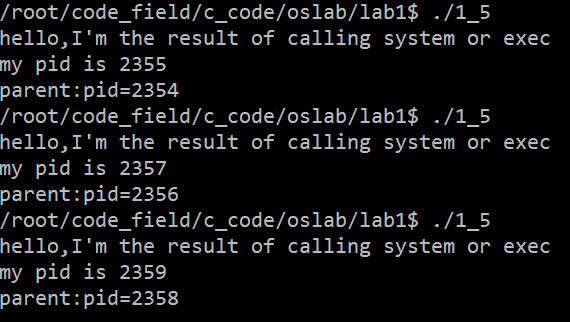 /root/code_field/c_code/oslab/lab1$ ./1_5
hello,I'm the result of calling system or exec
my pid is 2355
parent:pid=2354
/root/code_field/c_code/oslab/lab1$ ./1_5
hello,I'm the result of calling system or exec
my pid is 2357
parent:pid=2356
/root/code_field/c_code/oslab/lab1$ ./1_5
hello,I'm the result of calling system or exec
my pid is 2359
parent:pid=2358